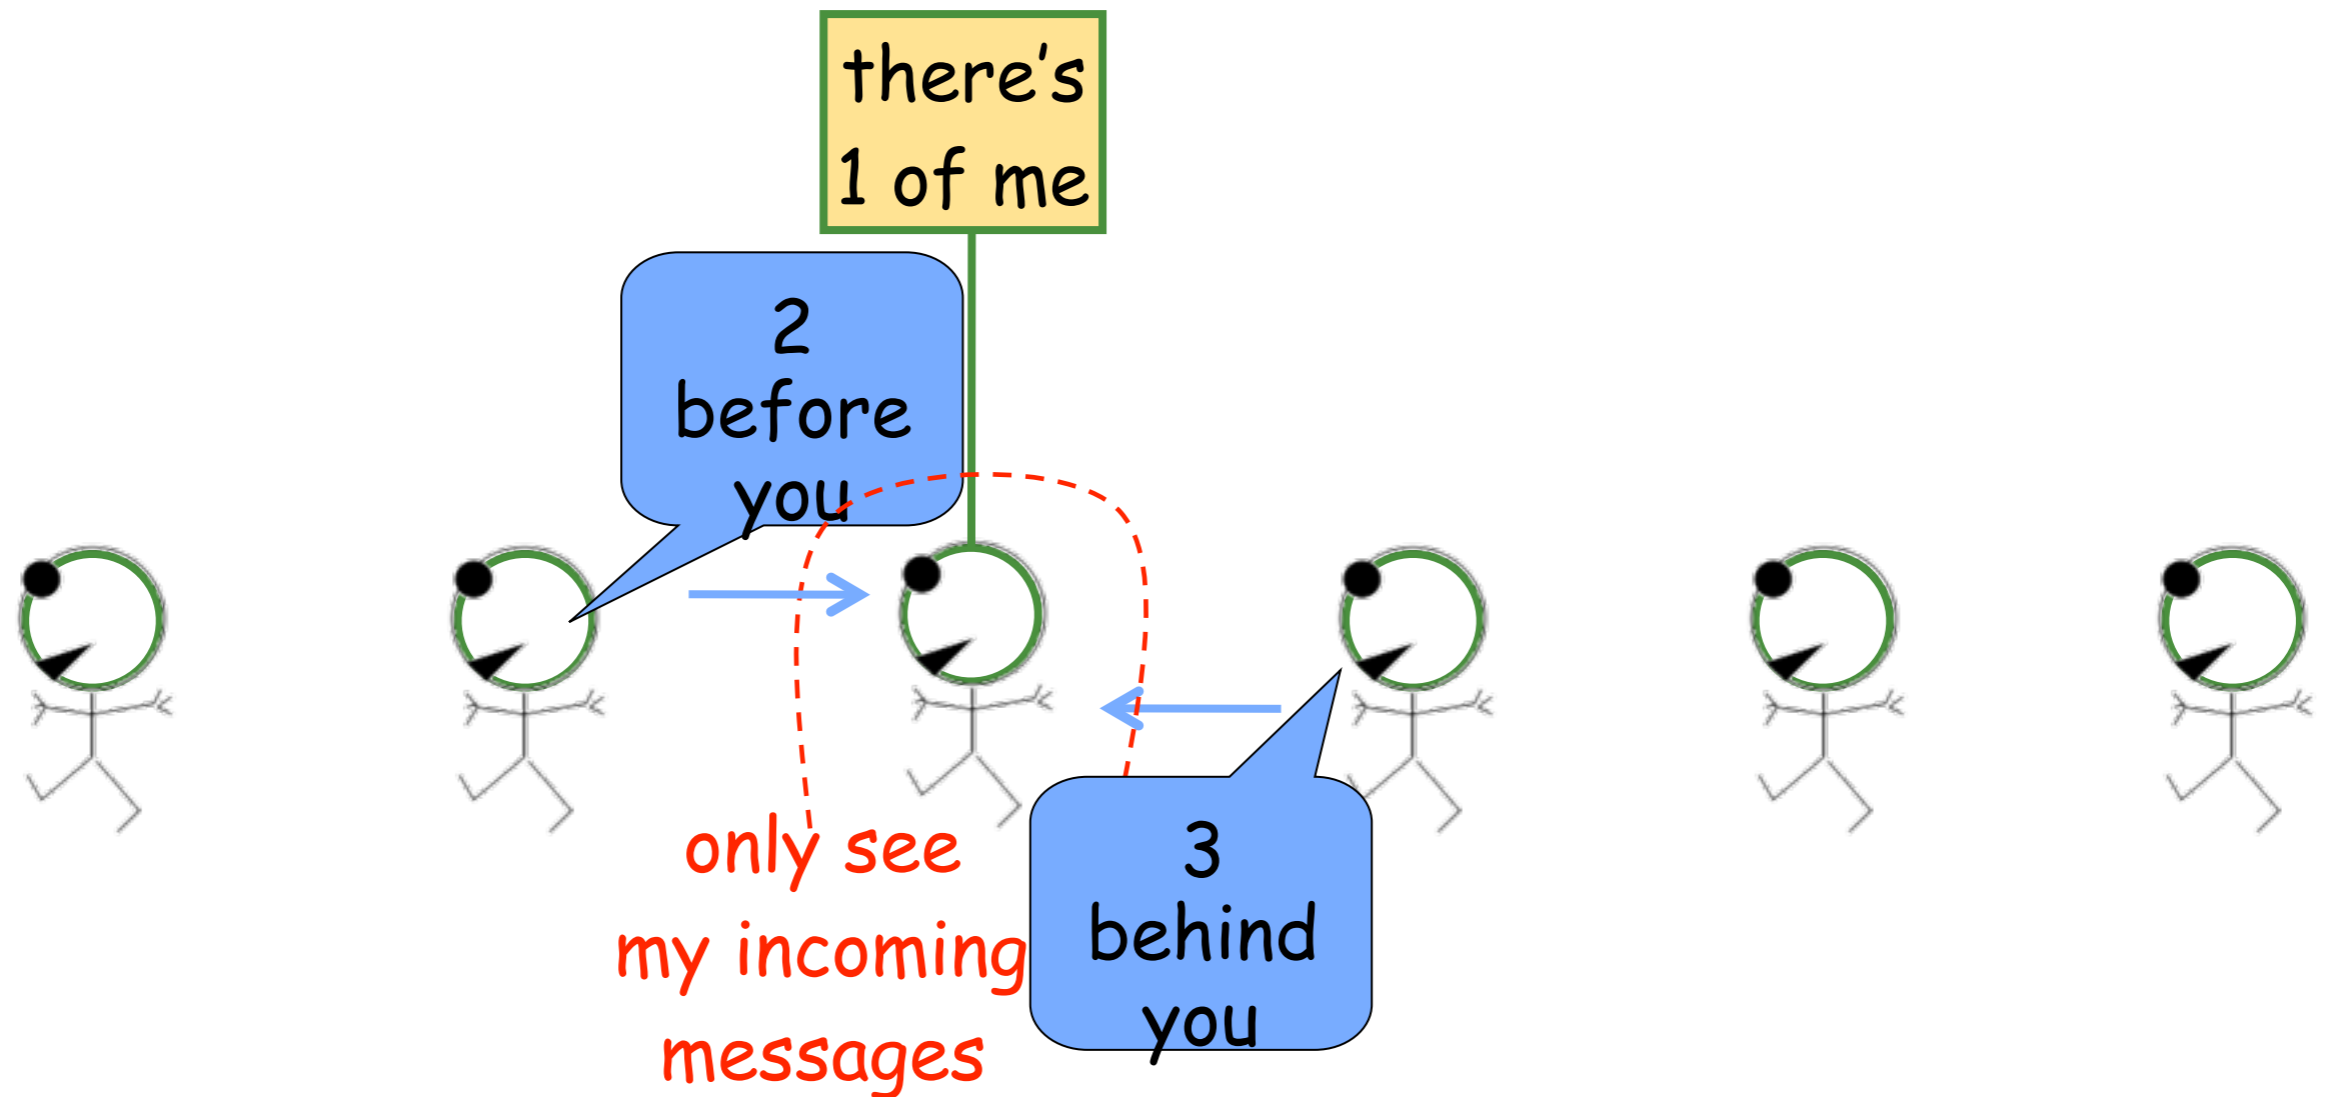 there's
1 of me
2
before
you
only see
my incoming
messages
3
behind
you